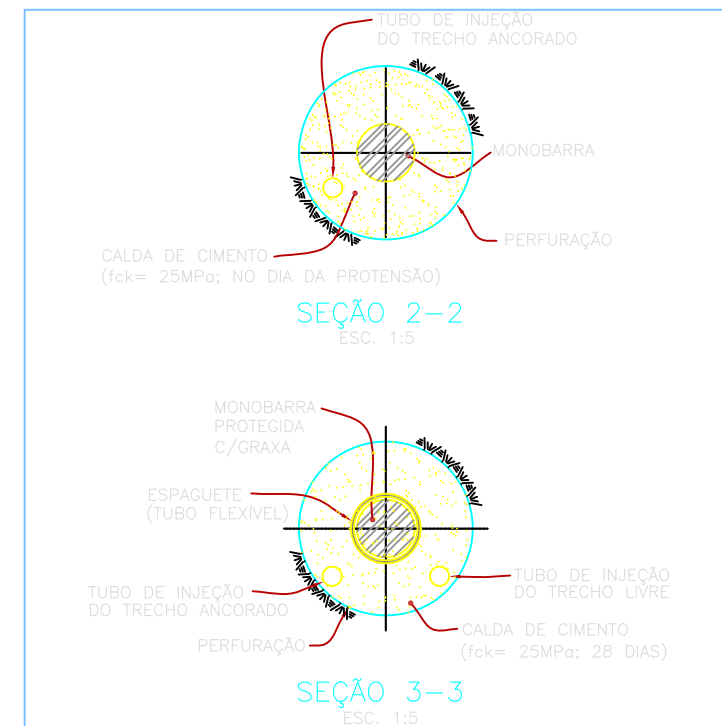 TUBO DE INJEÇÃO
DO TRECHO ANCORADO
MONOBARRA
PERFURAÇÃO
CALDA DE CIMENTO
(fck= 25MPa; NO DIA DA PROTENSÃO)
SEÇÃO 2-2
ESC. 1:5
MONOBARRA
PROTEGIDA
C/GRAXA
ESPAGUETE
(TUBO FLEXÍVEL)
TUBO DE INJEÇÃO
DO TRECHO ANCORADO
TUBO DE INJEÇÃO
DO TRECHO LIVRE
PERFURAÇÃO
CALDA DE CIMENTO
(fck= 25MPa; 28 DIAS)
SEÇÃO 3-3
ESC. 1:5